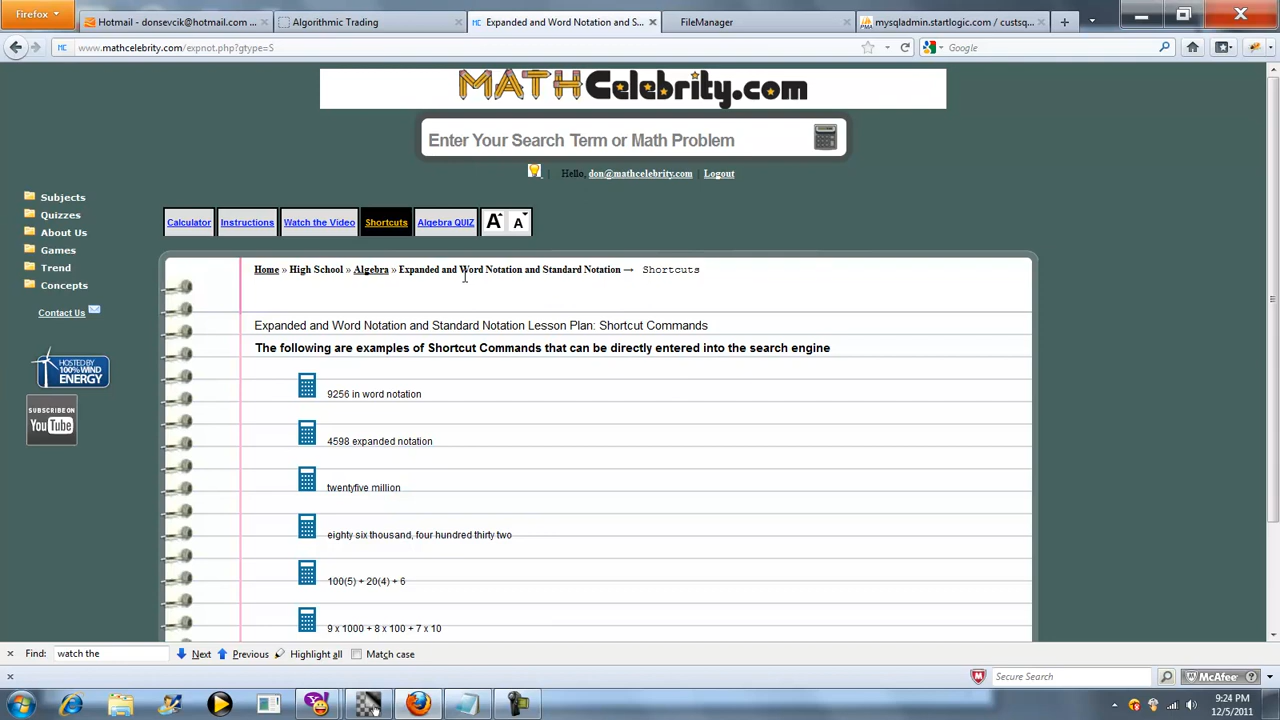 Firefox
Hotmail - donsevcik@hotmail.com ...
Algorithmic Trading
Expanded and Word Notation and S...
FileManager
mysqladmin.startlogic.com / custsq...
www.mathcelebrity.com/expnot.php?gtype=S
Google
MATHCelebrity.com
Enter Your Search Term or Math Problem
| Hello, don@mathcelebrity.com | Logout
Subjects
Quizzes
About Us
Games
Trend
Concepts
Contact Us
HOSTED BY
100% WIND
ENERGY
SUBSCRIBE ON
YouTube
Calculator
Instructions
Watch the Video
Shortcuts
Algebra QUIZ
A A
Home » High School » Algebra » Expanded and Word Notation and Standard Notation → Shortcuts
Expanded and Word Notation and Standard Notation Lesson Plan: Shortcut Commands
The following are examples of Shortcut Commands that can be directly entered into the search engine
9256 in word notation
4598 expanded notation
twentyfive million
eighty six thousand, four hundred thirty two
100(5) + 20(4) + 6
9 x 1000 + 8 x 100 + 7 x 10
Find: watch the Next Previous Highlight all Match case
Secure Search
McAfee
9:24 PM
12/5/2011